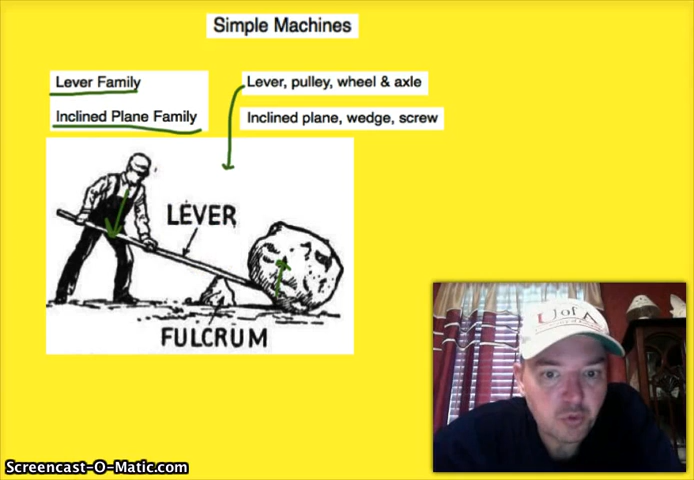 Simple Machines
Lever Family
Lever, pulley, wheel & axle
Inclined Plane Family
Inclined plane, wedge, screw
LEVER
FULCRUM
U of A
Screencast-O-Matic.com